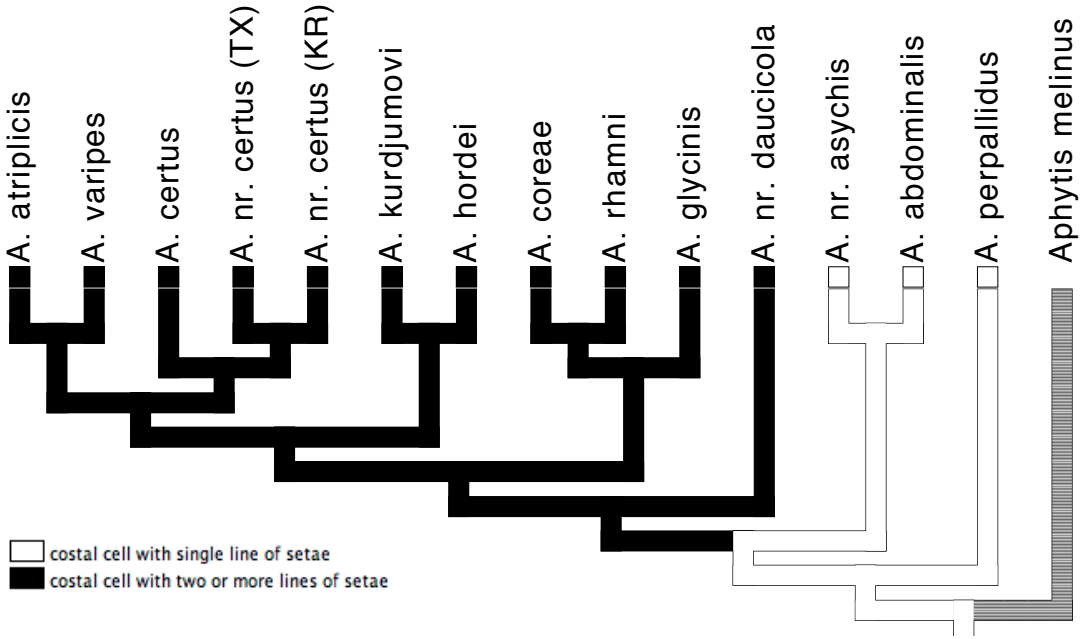 A. atriplicis
A. varipes
A. certus
A. nr. certus (TX)
A. nr. certus (KR)
A. kurdjumovi
A. hordei
A. coreae
A. rhamni
A. glycinis
A. nr. daucicola
A. nr. asychis
A. abdominalis
A. perpallidus
Aphytis melinus
costal cell with single line of setae
costal cell with two or more lines of setae